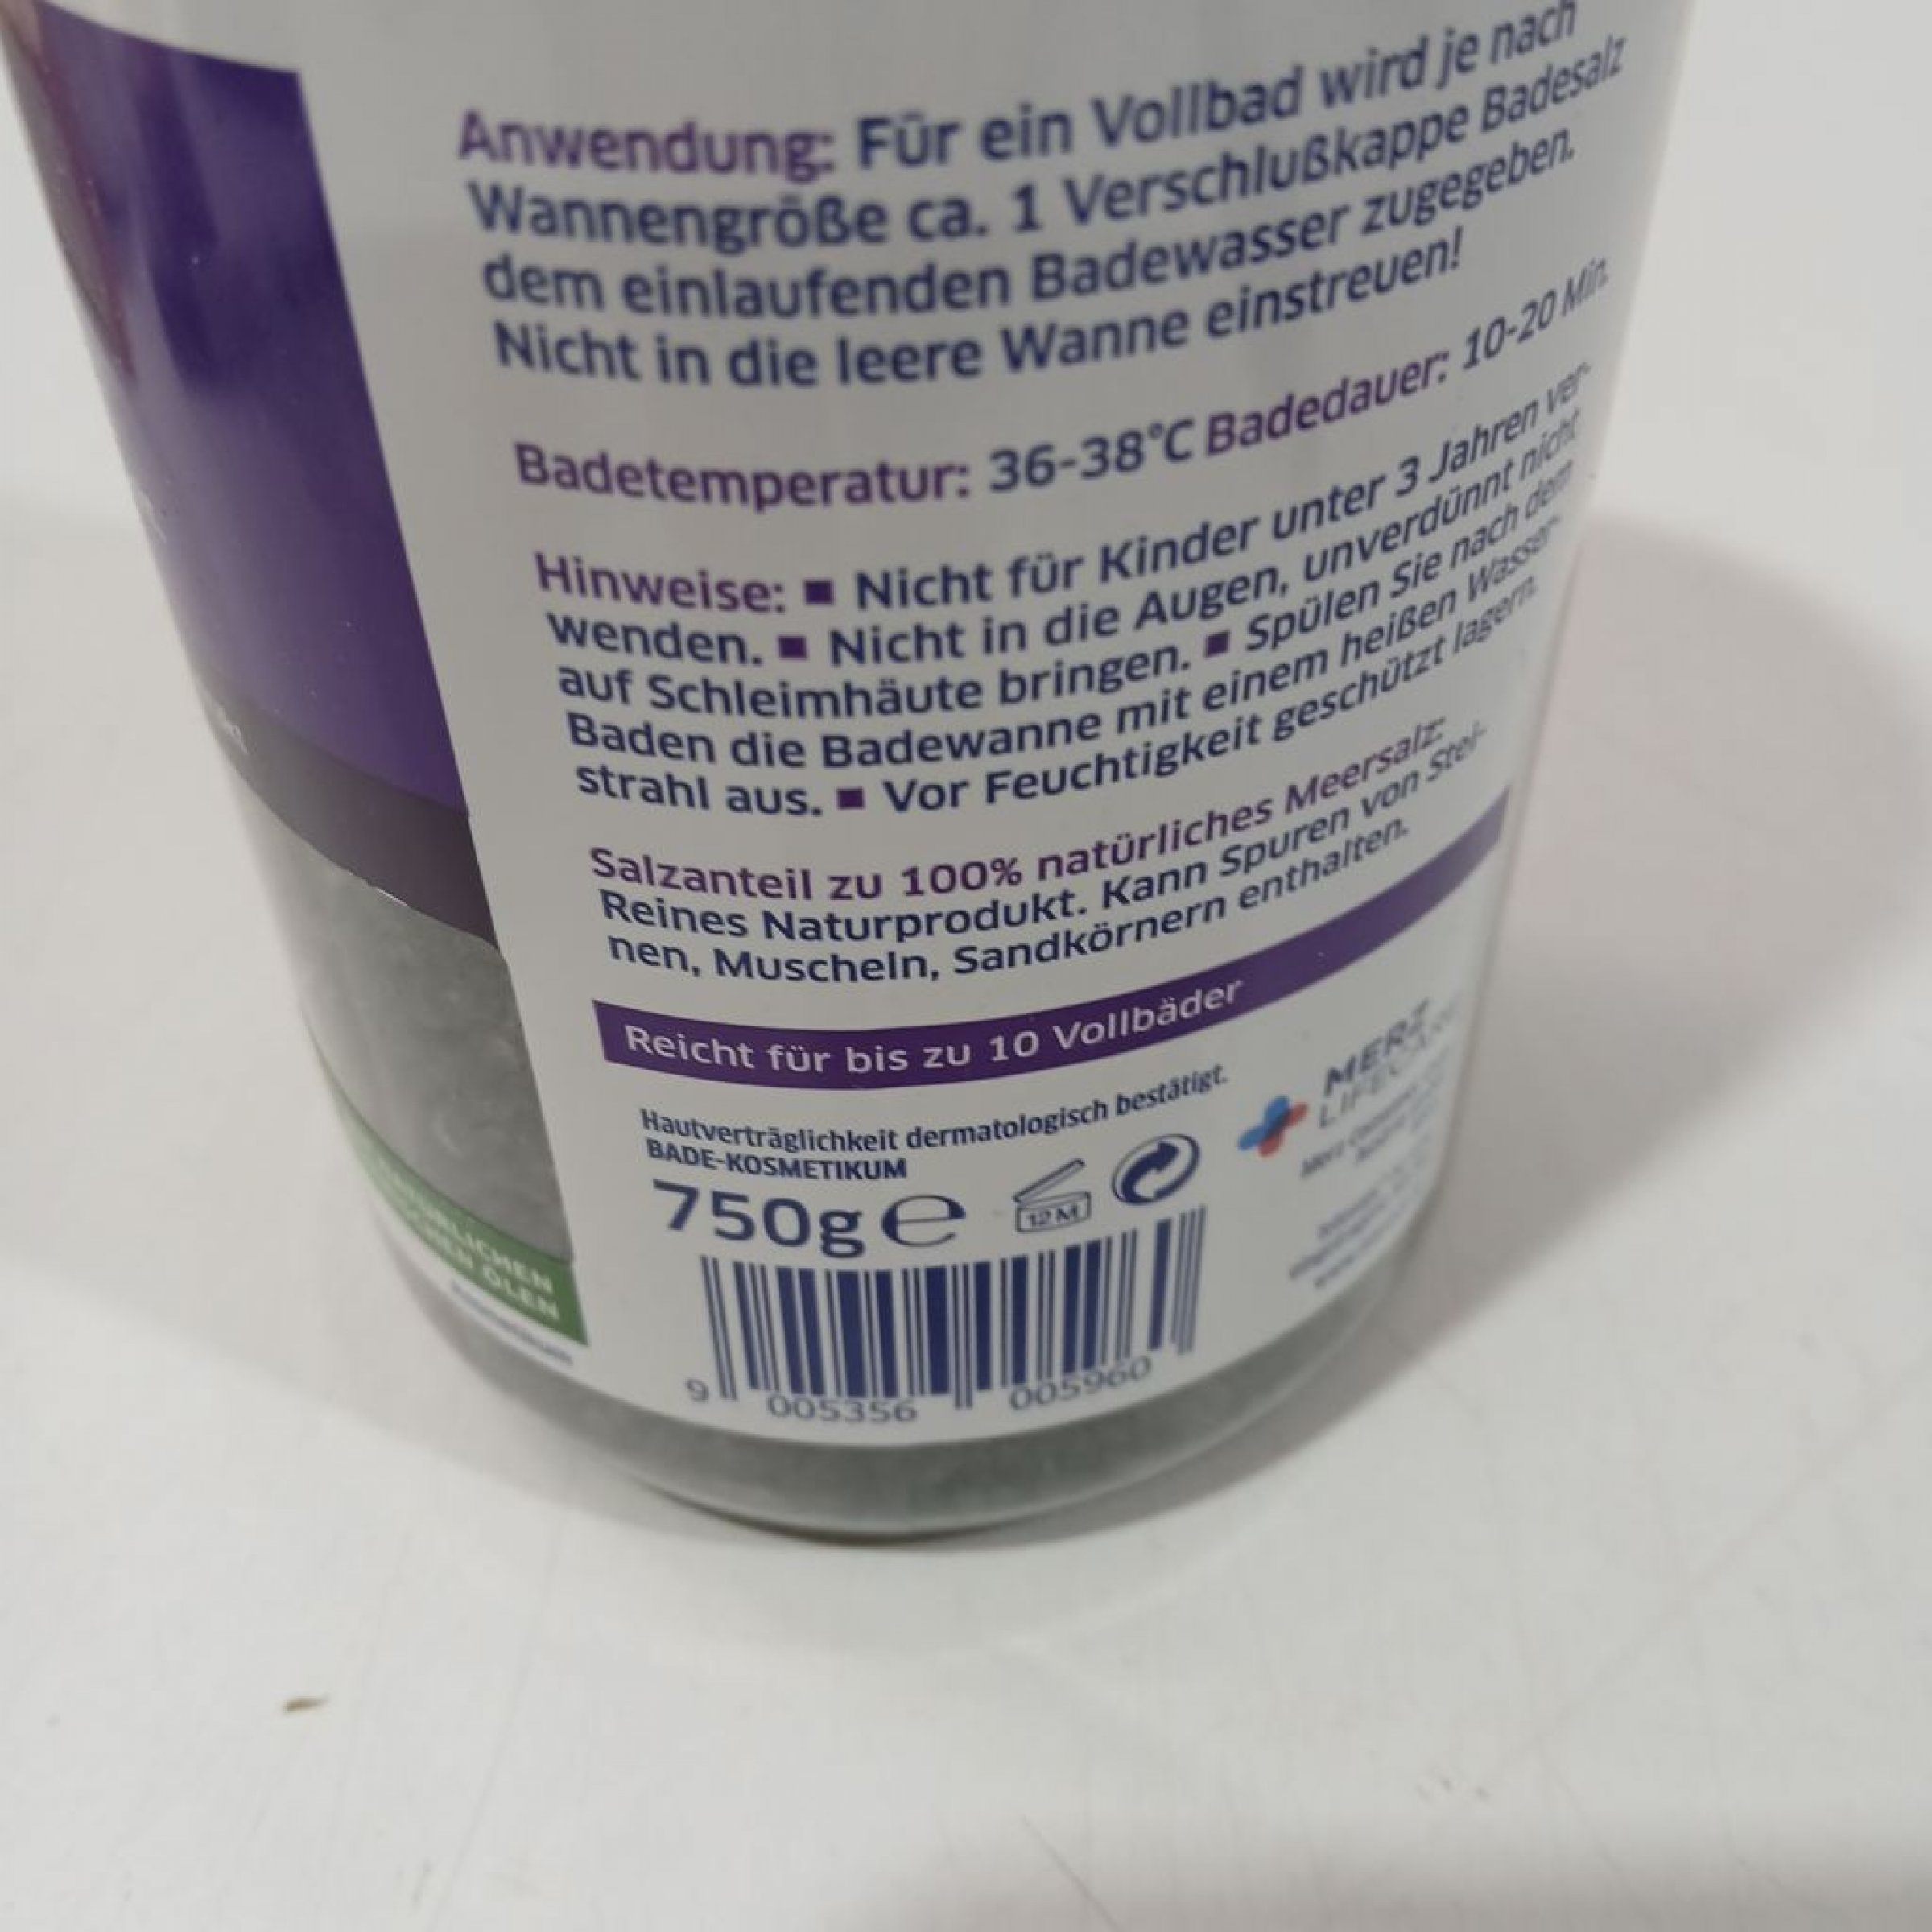 Anwendung: Für ein Vollbad wird je nach
Wannengröße ca. 1 Verschlußkappe Badesalz
dem einlaufenden Badewasser zugegeben.
Nicht in die leere Wanne einstreuen!
Badetemperatur: 36-38°C Badedauer: 10-20 Min.
Hinweise: ■ Nicht für Kinder unter 3 Jahren ver-
wenden. ■ Nicht in die Augen, unverdünnt nicht
auf Schleimhäute bringen. ■ Spülen Sie nach dem
Baden die Badewanne mit einem heißen Wasser-
strahl aus. ■ Vor Feuchtigkeit geschützt lagern.
Salzanteil zu 100% natürliches Meersalz:
Reines Naturprodukt. Kann Spuren von Stei-
nen, Muscheln, Sandkörnern enthalten.
Reicht für bis zu 10 Vollbäder
Hautverträglichkeit dermatologisch bestätigt.
BADE-KOSMETIKUM
750g e
12 M
9 005356 005960
MERZ
LIFECARE
ÖLEN